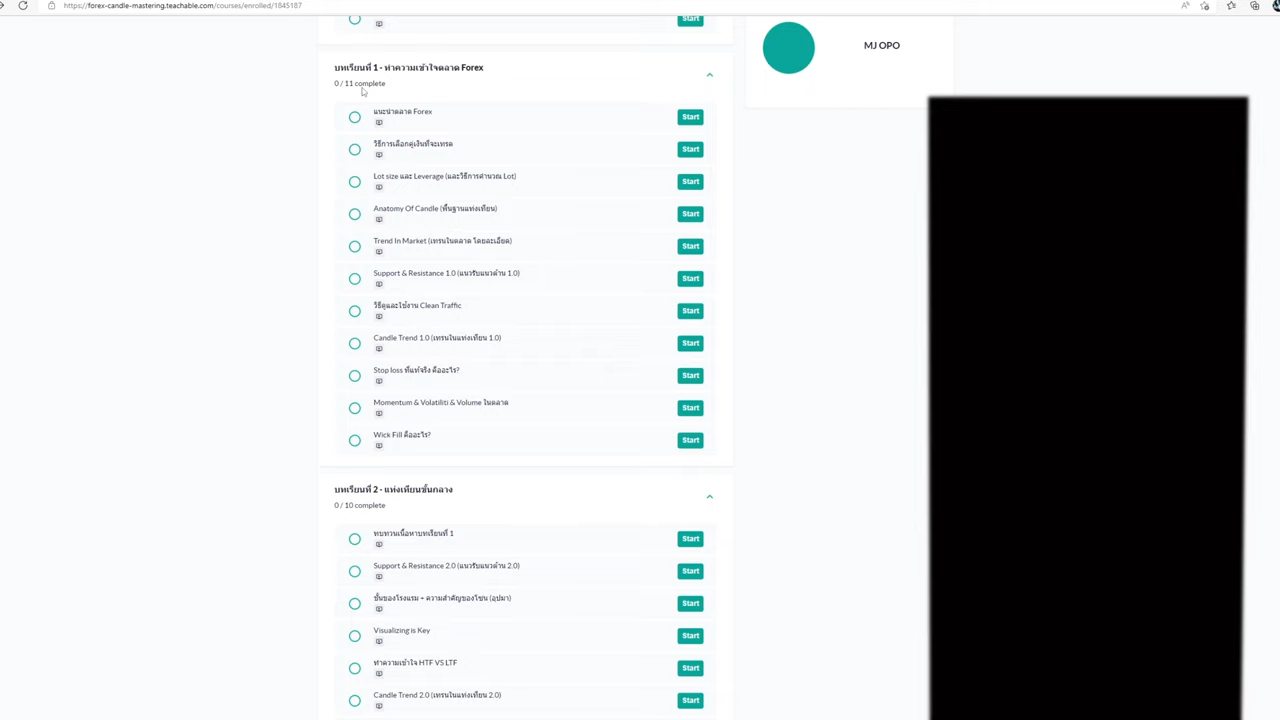 https://forex-candle-mastering.teachable.com/courses/enrolled/1845187
Start
MJ OPO
บทเรียนที่ 1 - ทำความเข้าใจตลาด Forex
0 / 11 complete
แนะนำตลาด Forex
Start
วิธีการเลือกคู่เงินที่จะเทรด
Start
Lot size และ Leverage (และวิธีการคำนวณ Lot)
Start
Anatomy Of Candle (พื้นฐานแท่งเทียน)
Start
Trend In Market (เทรนในตลาด โดยละเอียด)
Start
Support & Resistance 1.0 (แนวรับแนวต้าน 1.0)
Start
วิธีดูและใช้งาน Clean Traffic
Start
Candle Trend 1.0 (เทรนในแท่งเทียน 1.0)
Start
Stop loss ที่แท้จริง คืออะไร?
Start
Momentum & Volatiliti & Volume ในตลาด
Start
Wick Fill คืออะไร?
Start
บทเรียนที่ 2 - แท่งเทียนขั้นกลาง
0 / 10 complete
ทบทวนเนื้อหาบทเรียนที่ 1
Start
Support & Resistance 2.0 (แนวรับแนวต้าน 2.0)
Start
ชั้นของโรงแรม + ความสำคัญของโซน (อุปมา)
Start
Visualizing is Key
Start
ทำความเข้าใจ HTF VS LTF
Start
Candle Trend 2.0 (เทรนในแท่งเทียน 2.0)
Start